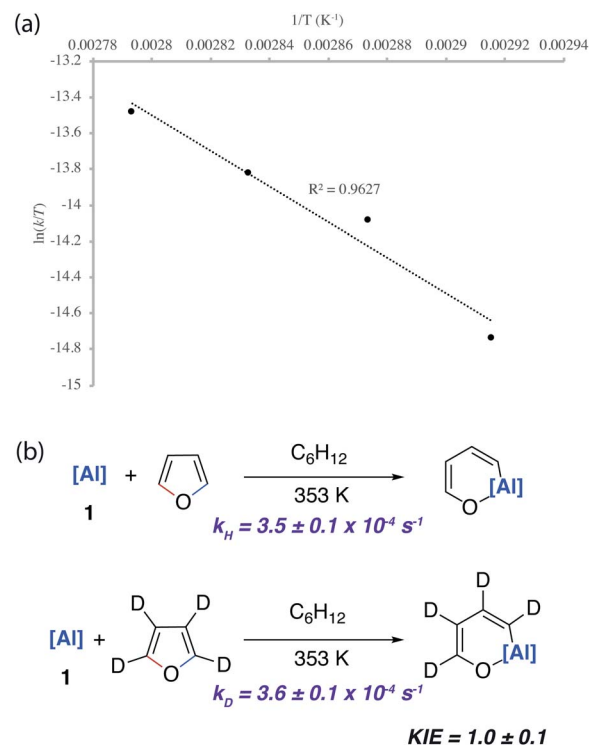 (a)
1/T (K⁻¹)
0.00278 0.0028 0.00282 0.00284 0.00286 0.00288 0.0029 0.00292 0.00294
-13.2
-13.4
-13.6
-13.8
-14
-14.2
-14.4
-14.6
-14.8
-15
ln(k/T)
R² = 0.9627
(b)
[Al] + O
1
C₆H₁₂
353 K
k_H = 3.5 ± 0.1 x 10⁻⁴ s⁻¹
[Al]
O
D D
[Al] + D O D
1
C₆H₁₂
353 K
k_D = 3.6 ± 0.1 x 10⁻⁴ s⁻¹
D
D D
[Al]
D O
KIE = 1.0 ± 0.1